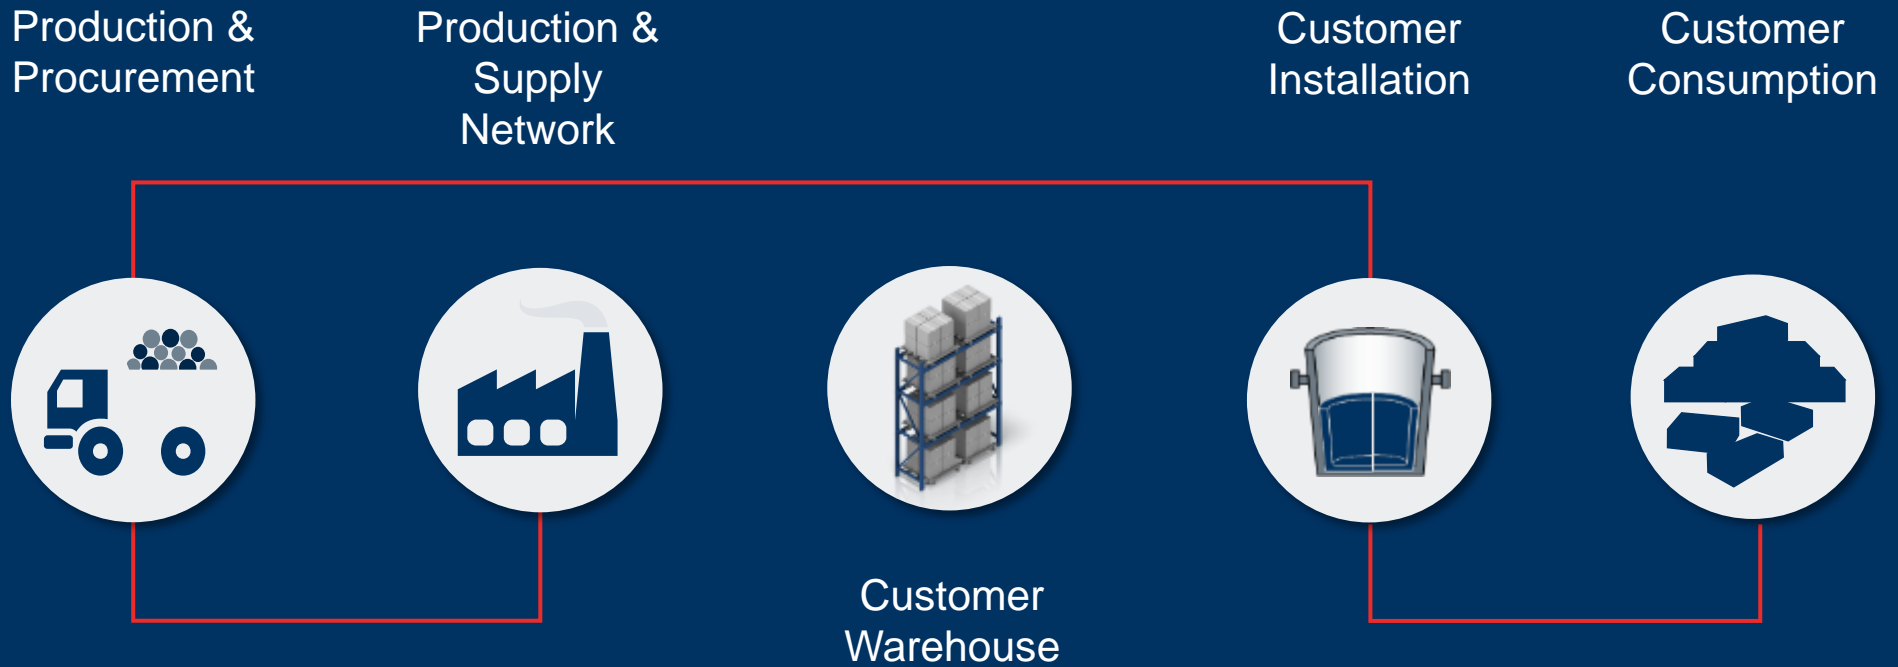 Production &
Procurement
Production &
Supply
Network
Customer
Installation
Customer
Consumption
Customer
Warehouse